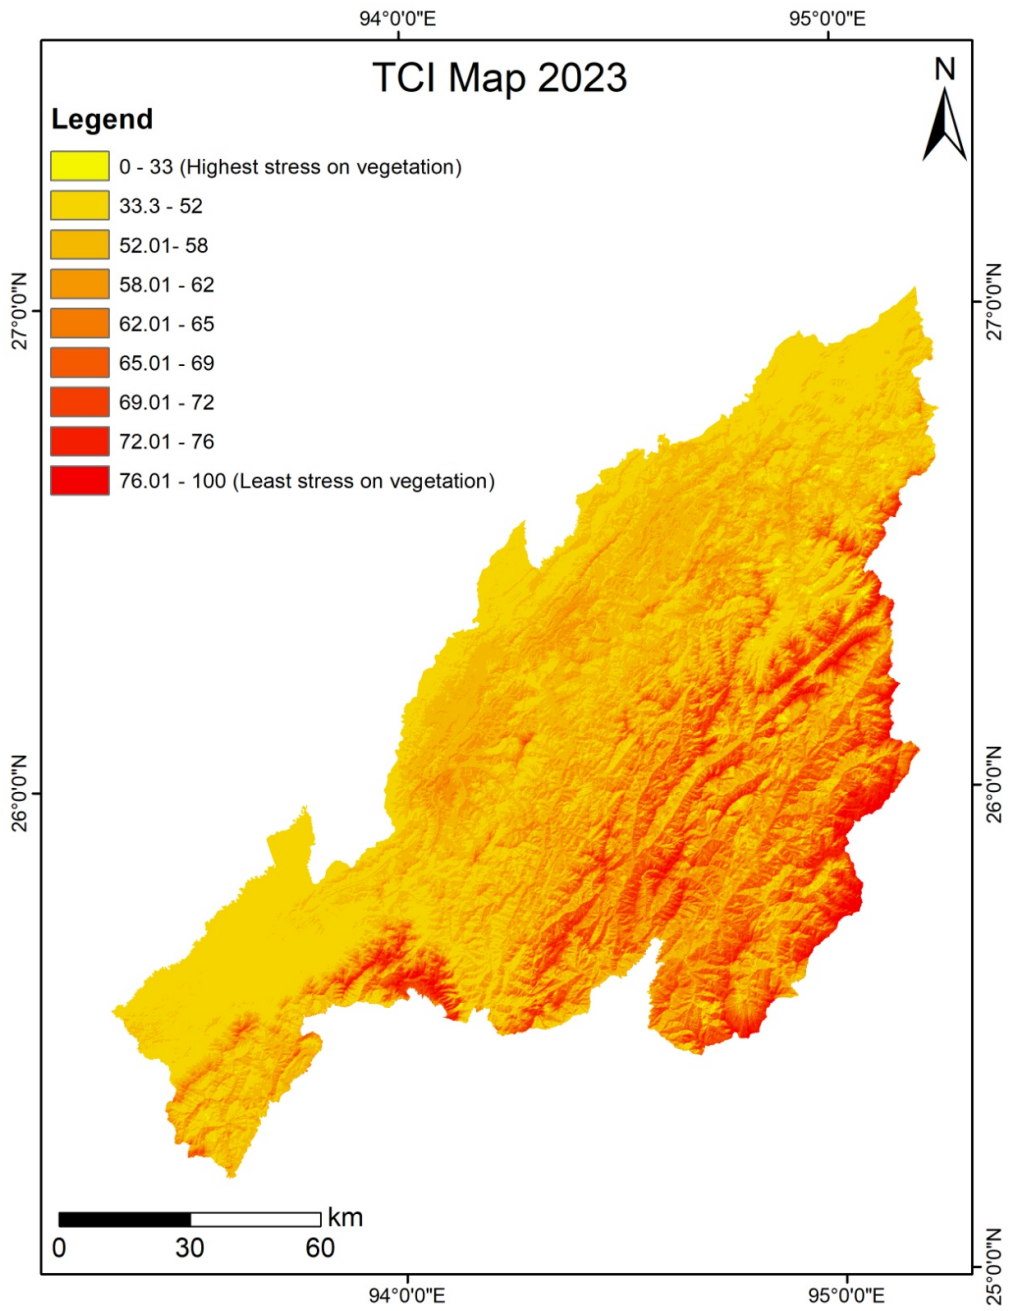 94°0'0"E
95°0'0"E
TCI Map 2023
N
Legend
0 - 33 (Highest stress on vegetation)
33.3 - 52
52.01- 58
58.01 - 62
62.01 - 65
65.01 - 69
69.01 - 72
72.01 - 76
76.01 - 100 (Least stress on vegetation)
27°0'0"N
27°0'0"N
26°0'0"N
26°0'0"N
25°0'0"N
km
0
30
60
94°0'0"E
95°0'0"E